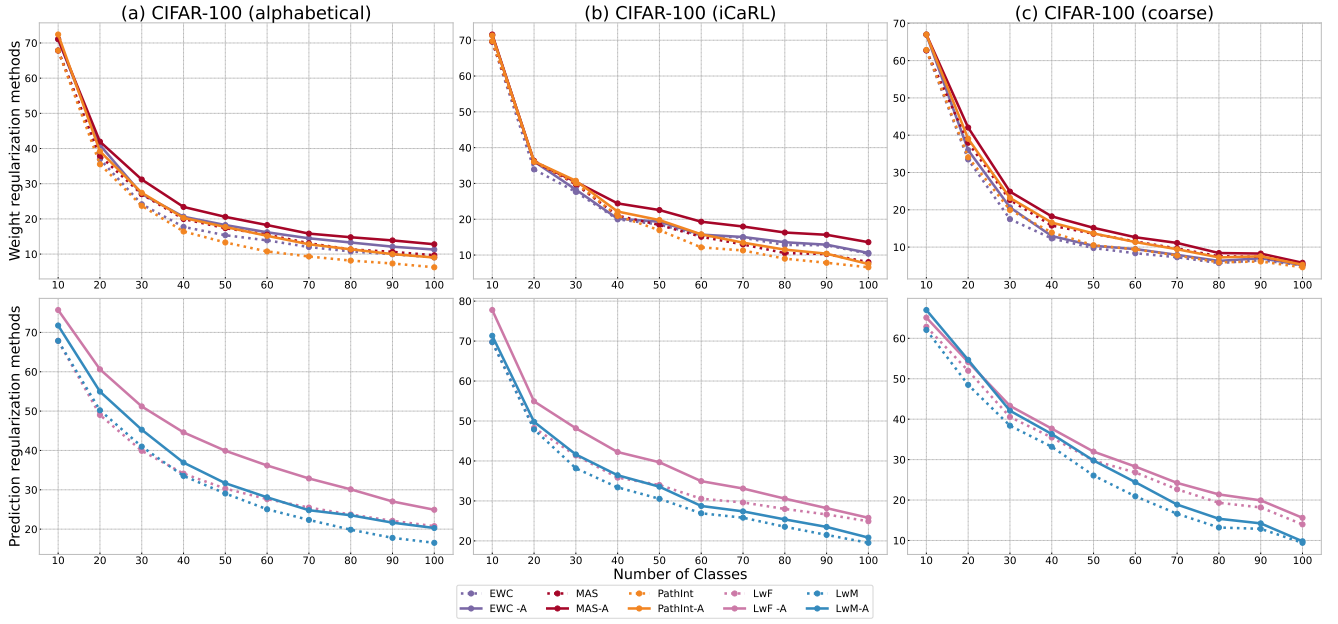 (a) CIFAR-100 (alphabetical)
(b) CIFAR-100 (iCaRL)
(c) CIFAR-100 (coarse)
Weight regularization methods
70
60
50
40
30
20
10
10 20 30 40 50 60 70 80 90 100
70
60
50
40
30
20
10
10 20 30 40 50 60 70 80 90 100
70
60
50
40
30
20
10
10 20 30 40 50 60 70 80 90 100
Prediction regularization methods
70
60
50
40
30
20
10 20 30 40 50 60 70 80 90 100
80
70
60
50
40
30
20
10 20 30 40 50 60 70 80 90 100
60
50
40
30
20
10
10 20 30 40 50 60 70 80 90 100
Number of Classes
EWC MAS PathInt LwF LwM
EWC -A MAS-A PathInt-A LwF -A LwM-A